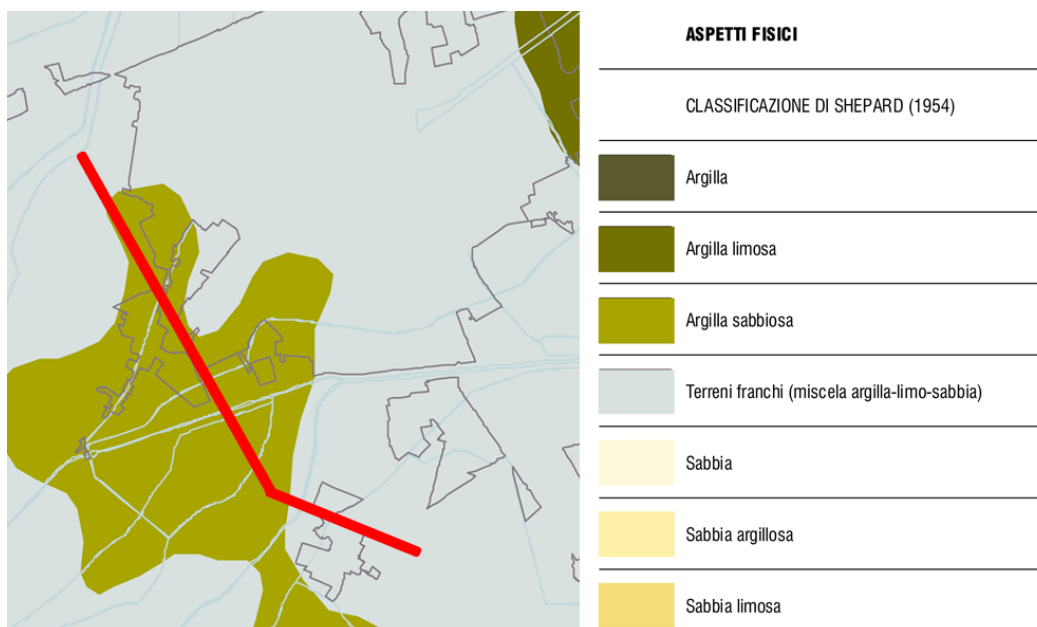 ASPETTI FISICI
CLASSIFICAZIONE DI SHEPARD (1954)
Argilla
Argilla limosa
Argilla sabbiosa
Terreni franchi (miscela argilla-limo-sabbia)
Sabbia
Sabbia argillosa
Sabbia limosa